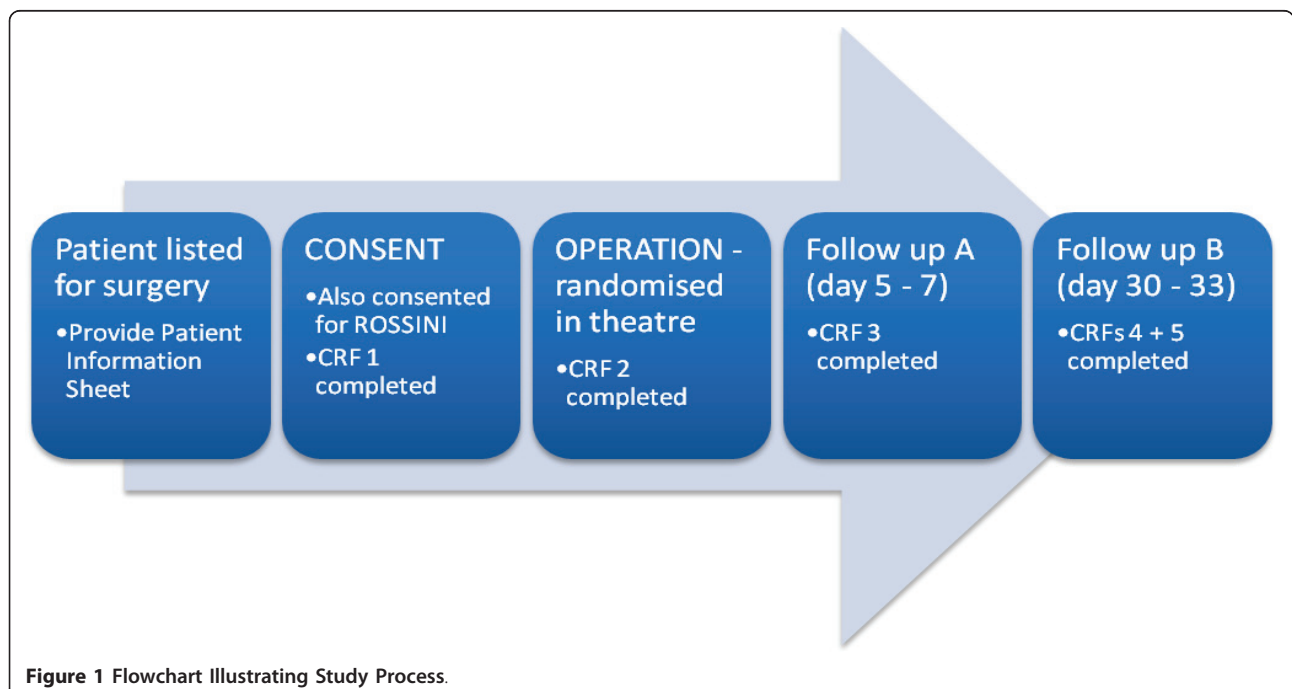 Patient listed
for surgery
•Provide Patient
Information
Sheet
CONSENT
•Also consented
for ROSSINI
•CRF 1
completed
OPERATION -
randomised
in theatre
•CRF 2
completed
Follow up A
(day 5 - 7)
•CRF 3
completed
Follow up B
(day 30 - 33)
•CRFs 4 + 5
completed
Figure 1 Flowchart Illustrating Study Process.